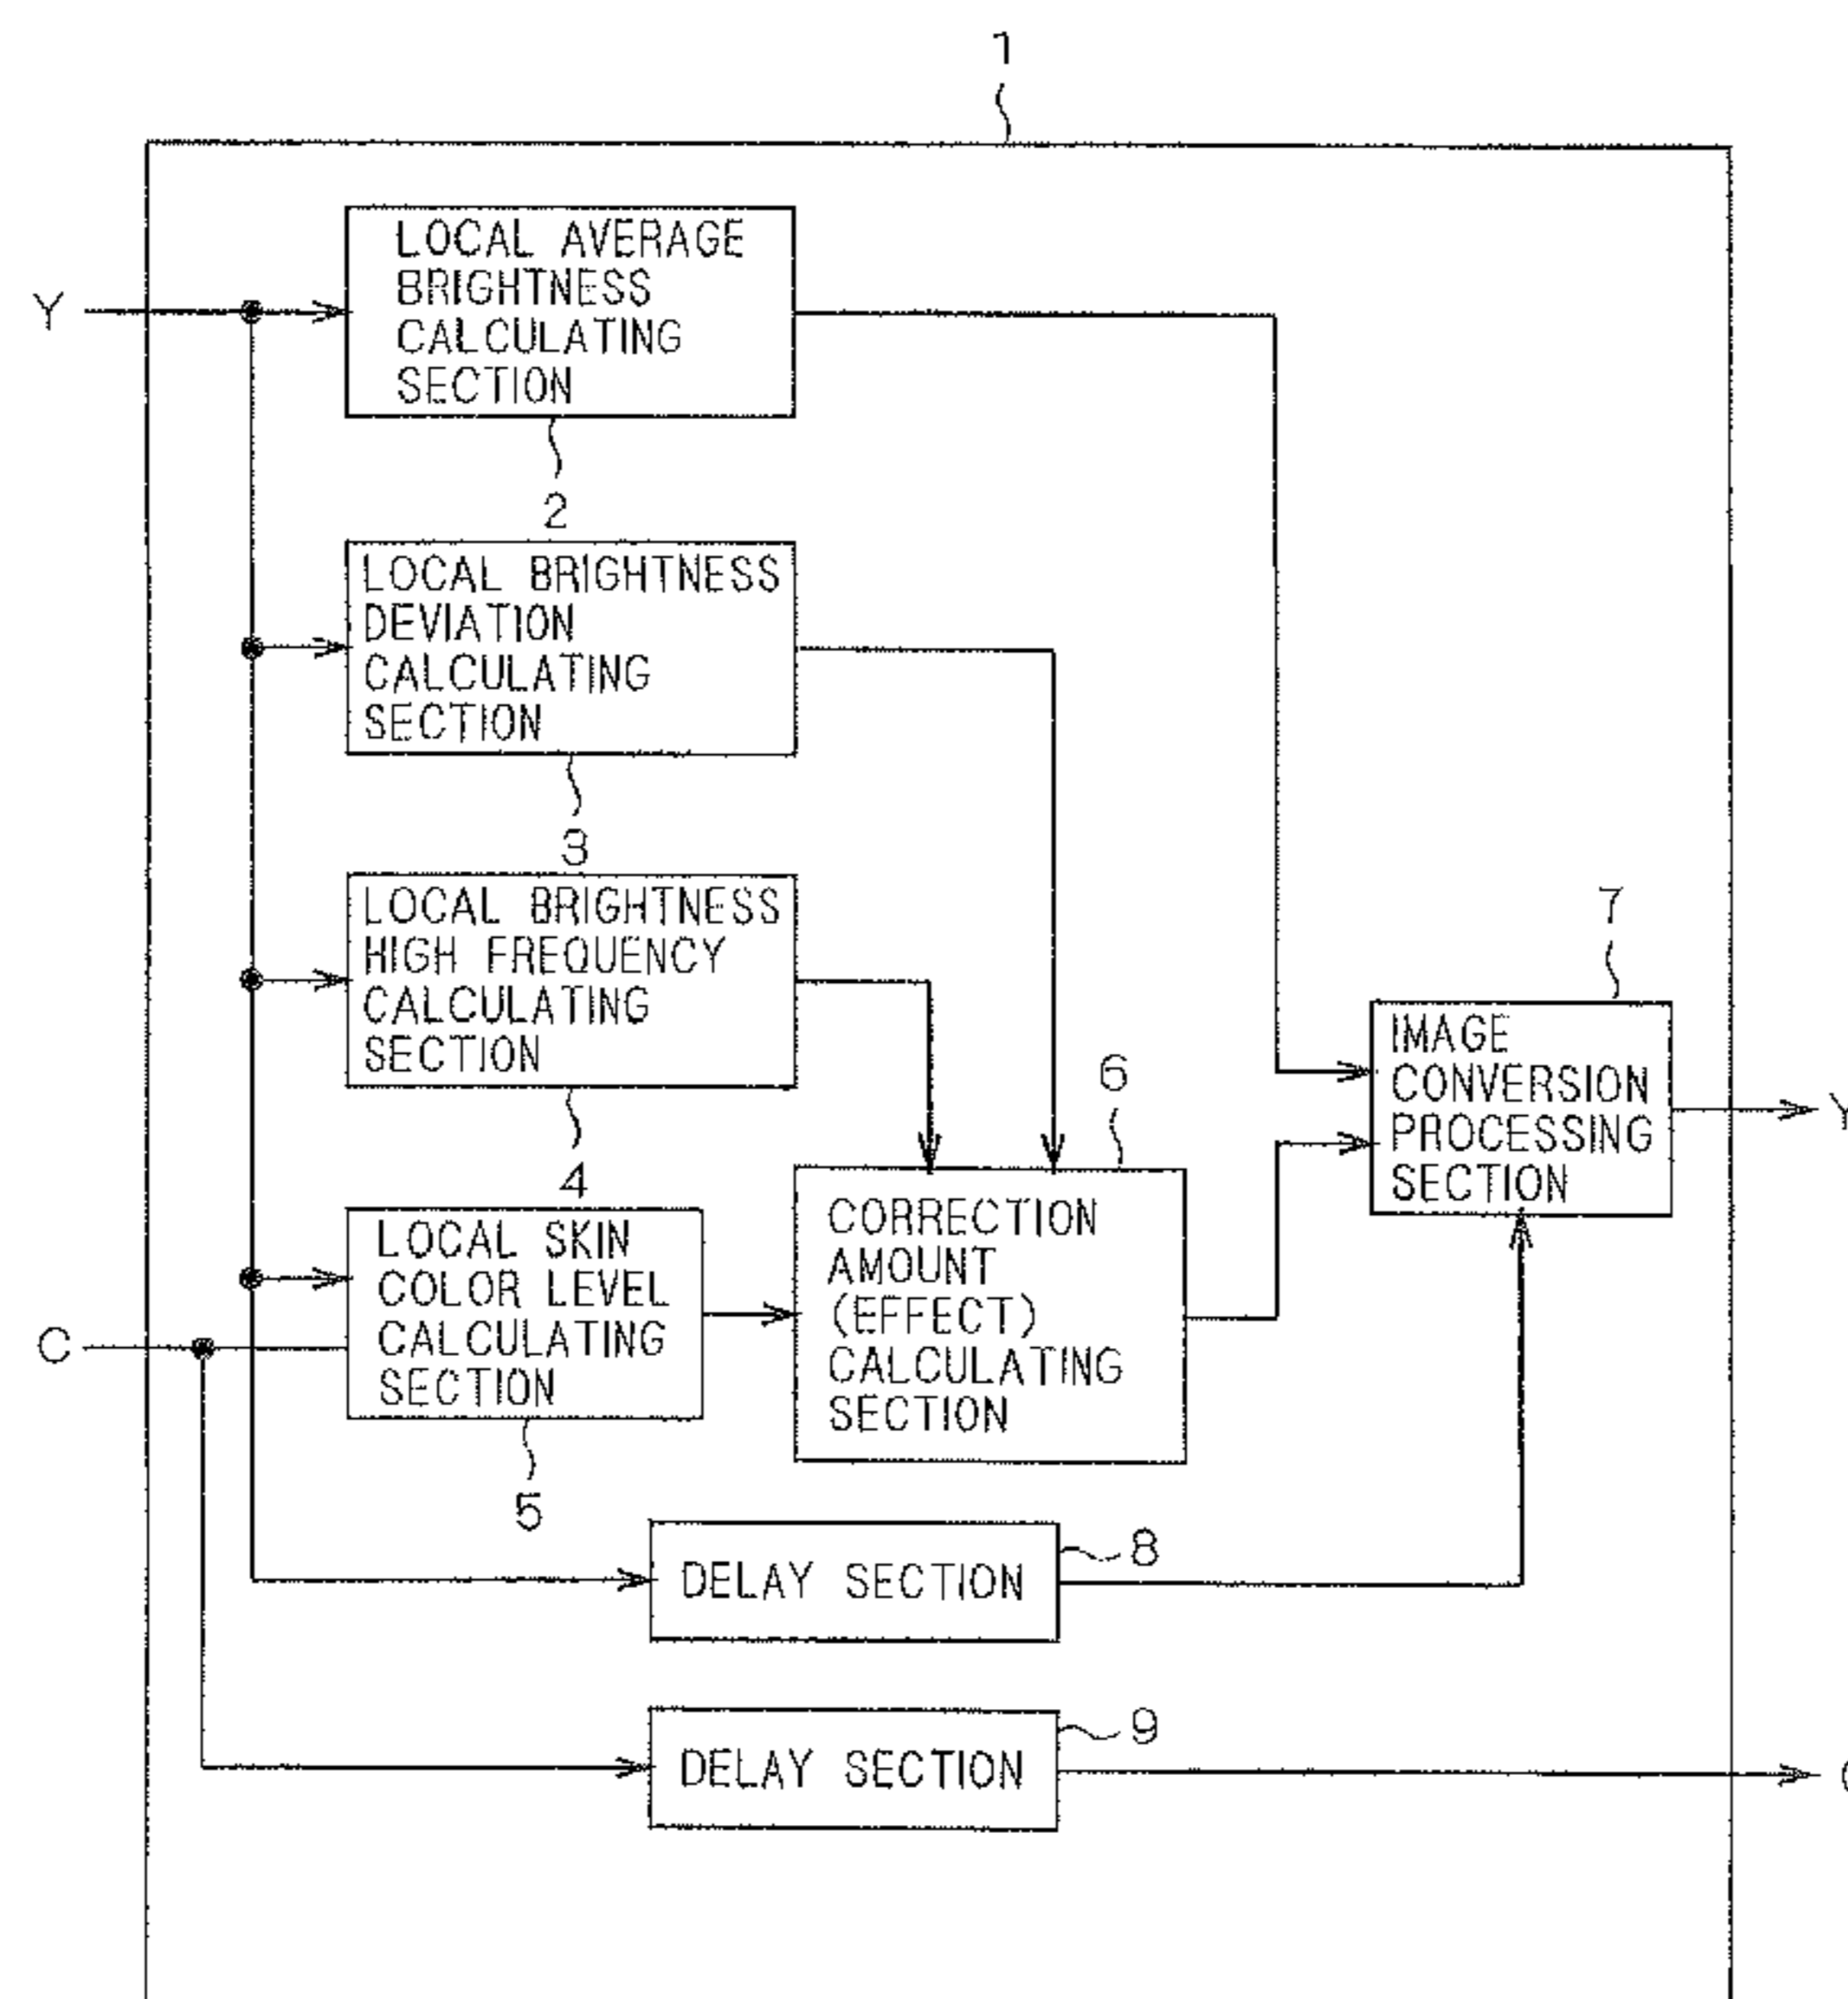 1
Y
LOCAL AVERAGE
BRIGHTNESS
CALCULATING
SECTION
2
LOCAL BRIGHTNESS
DEVIATION
CALCULATING
SECTION
3
LOCAL BRIGHTNESS
HIGH FREQUENCY
CALCULATING
SECTION
4
7
IMAGE
CONVERSION
PROCESSING
SECTION
Y
6
CORRECTION
AMOUNT
(EFFECT)
CALCULATING
SECTION
C
LOCAL SKIN
COLOR LEVEL
CALCULATING
SECTION
5
DELAY SECTION
8
DELAY SECTION
9